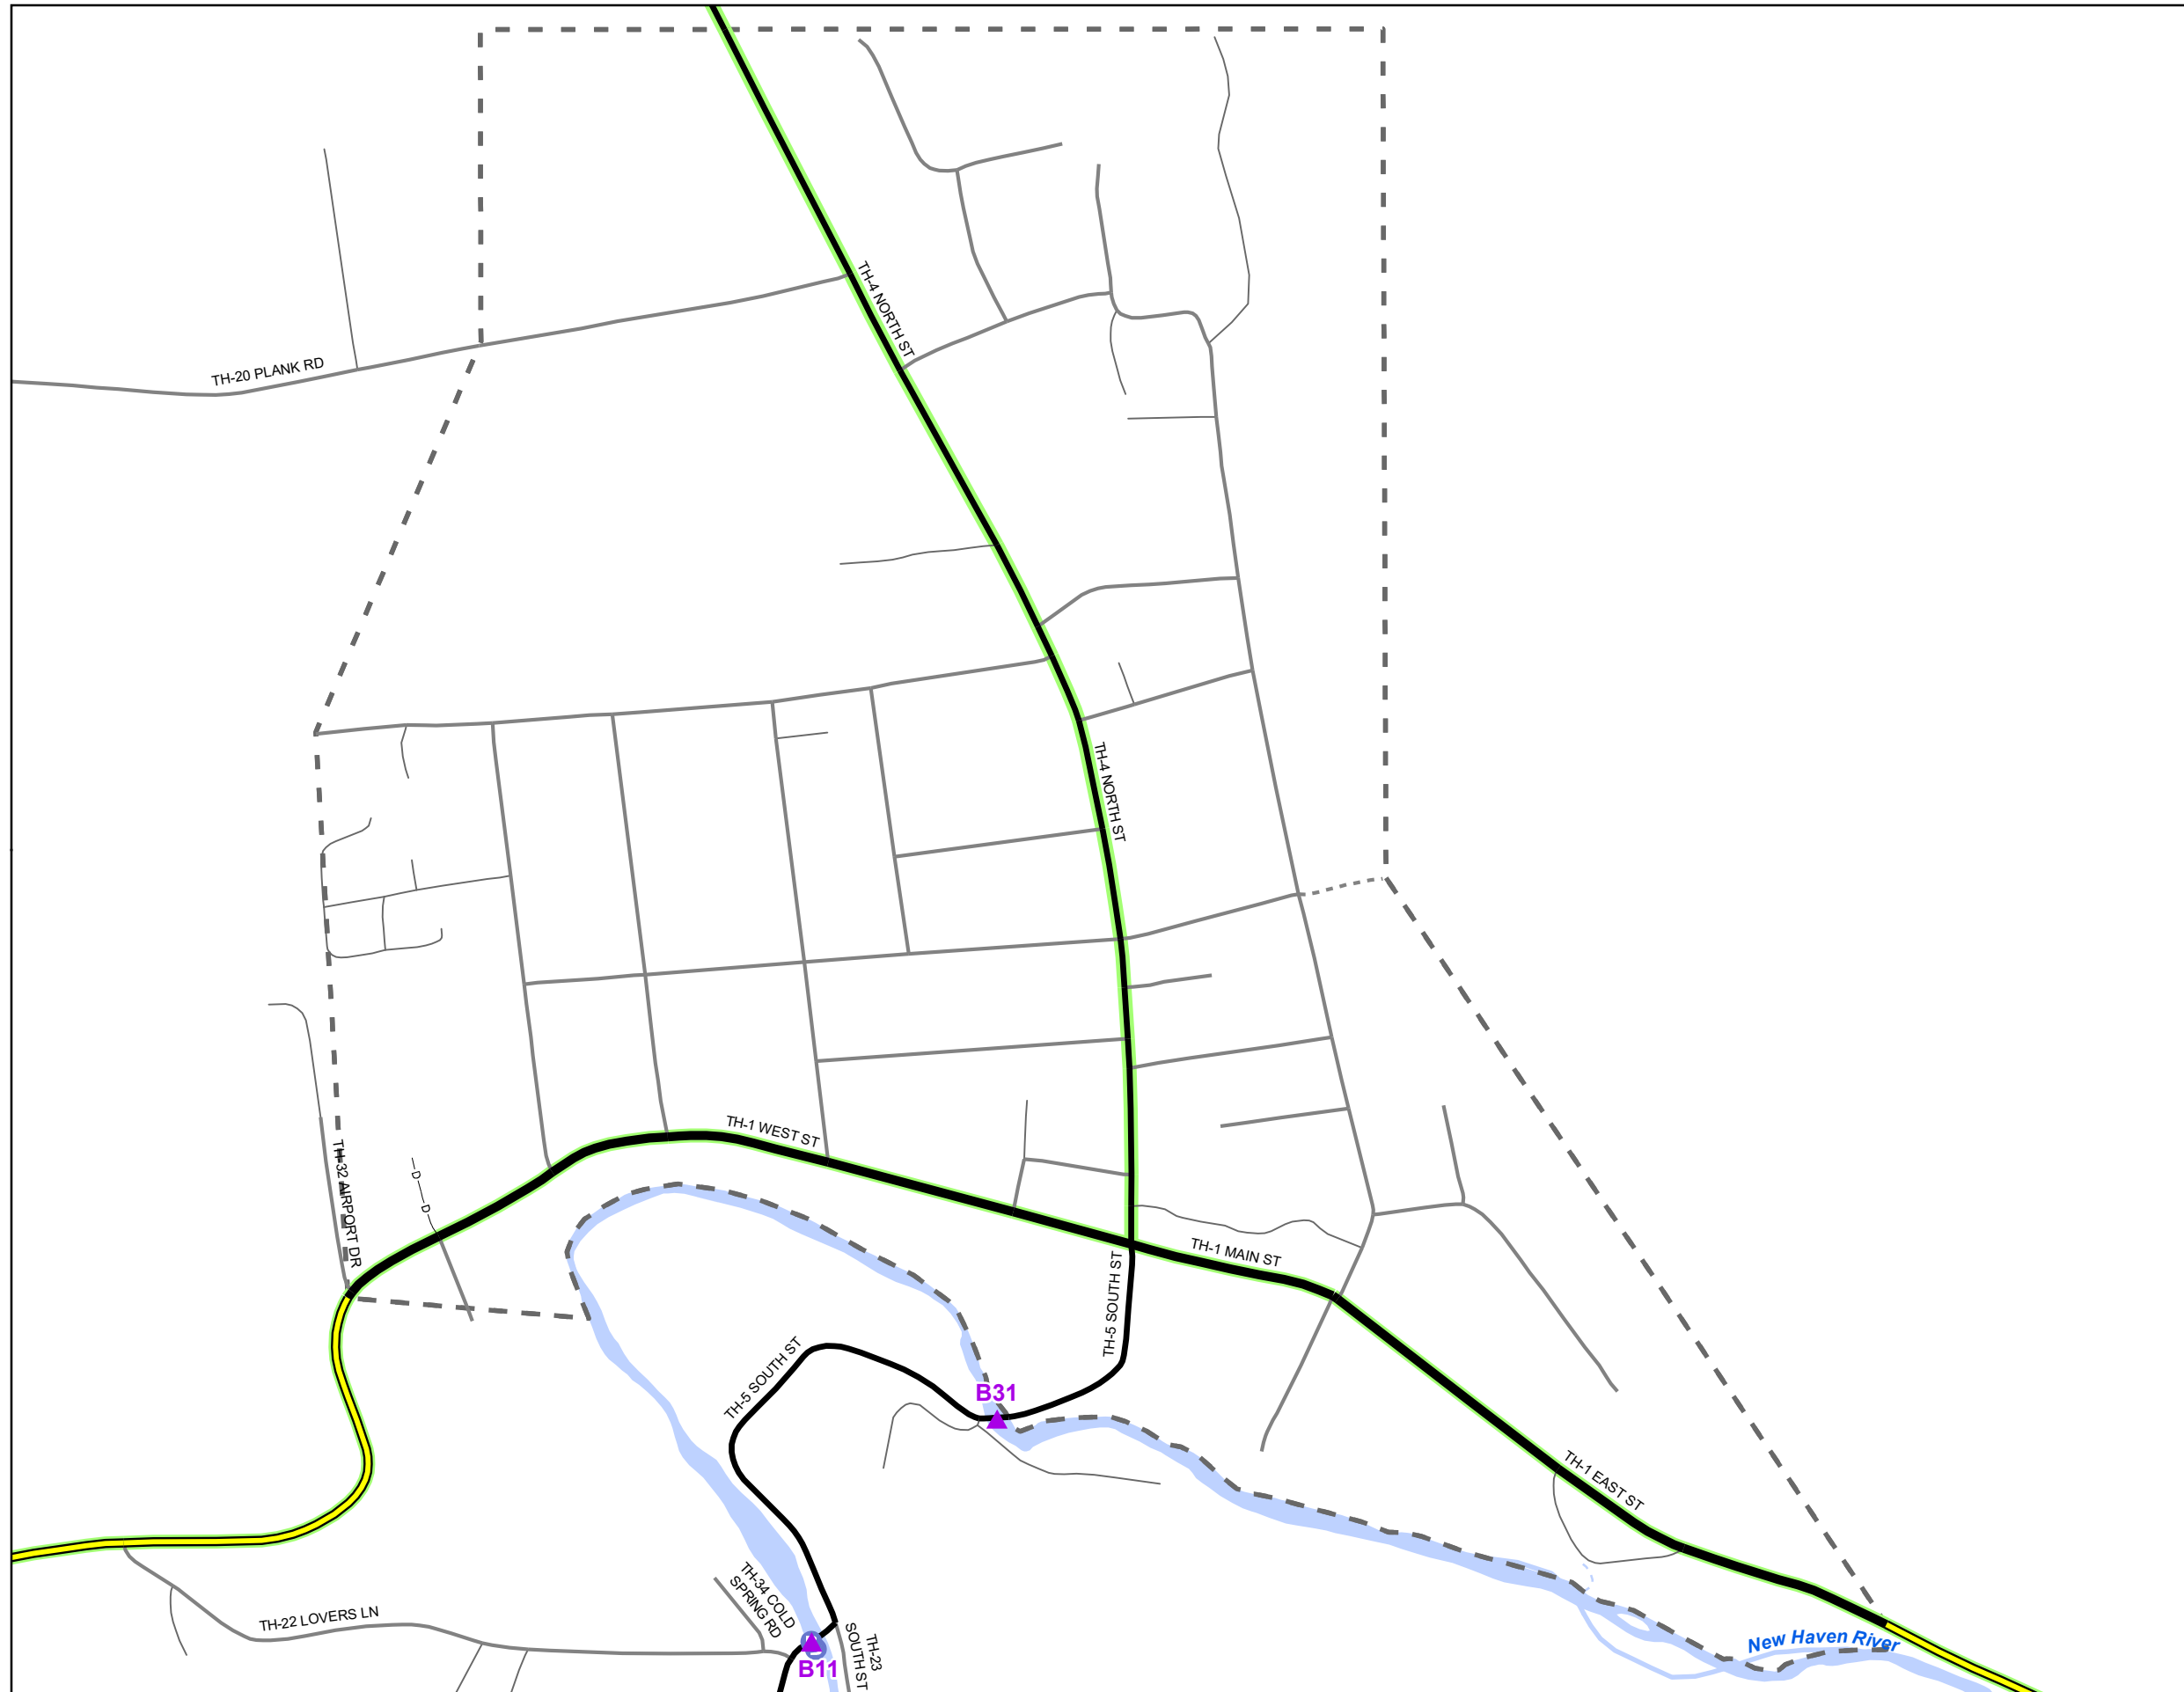 TH-4 NORTH ST
TH-20 PLANK RD
TH-4 NORTH ST
TH-1 WEST ST
TH-32 AIRPORT DR
D
D
TH-1 MAIN ST
TH-5 SOUTH ST
TH-5 SOUTH ST
B31
TH-1 EAST ST
TH-34 COLD
SPRING RD
TH-22 LOVERS LN
TH-23
SOUTH ST
New Haven River
B11